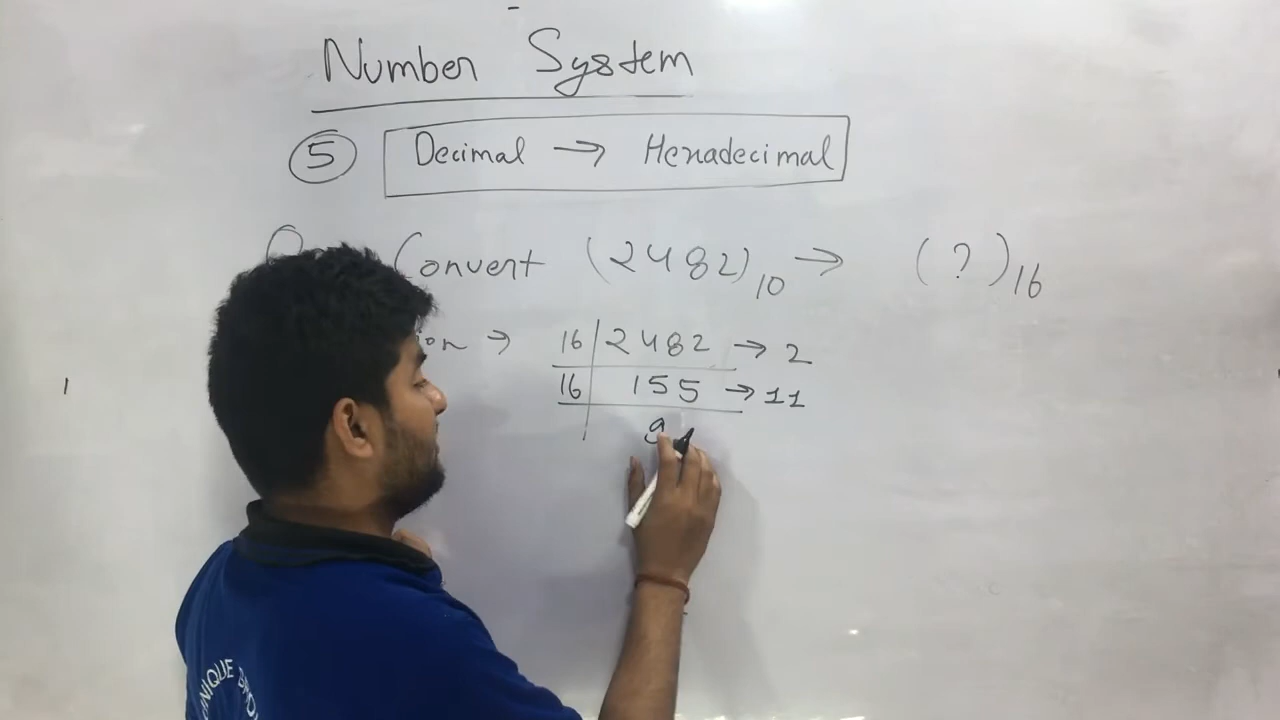 Number System
5 Decimal → Hexadecimal
Convert (2482)10 → (?)16
16 2482 → 2
16 155 → 11
9